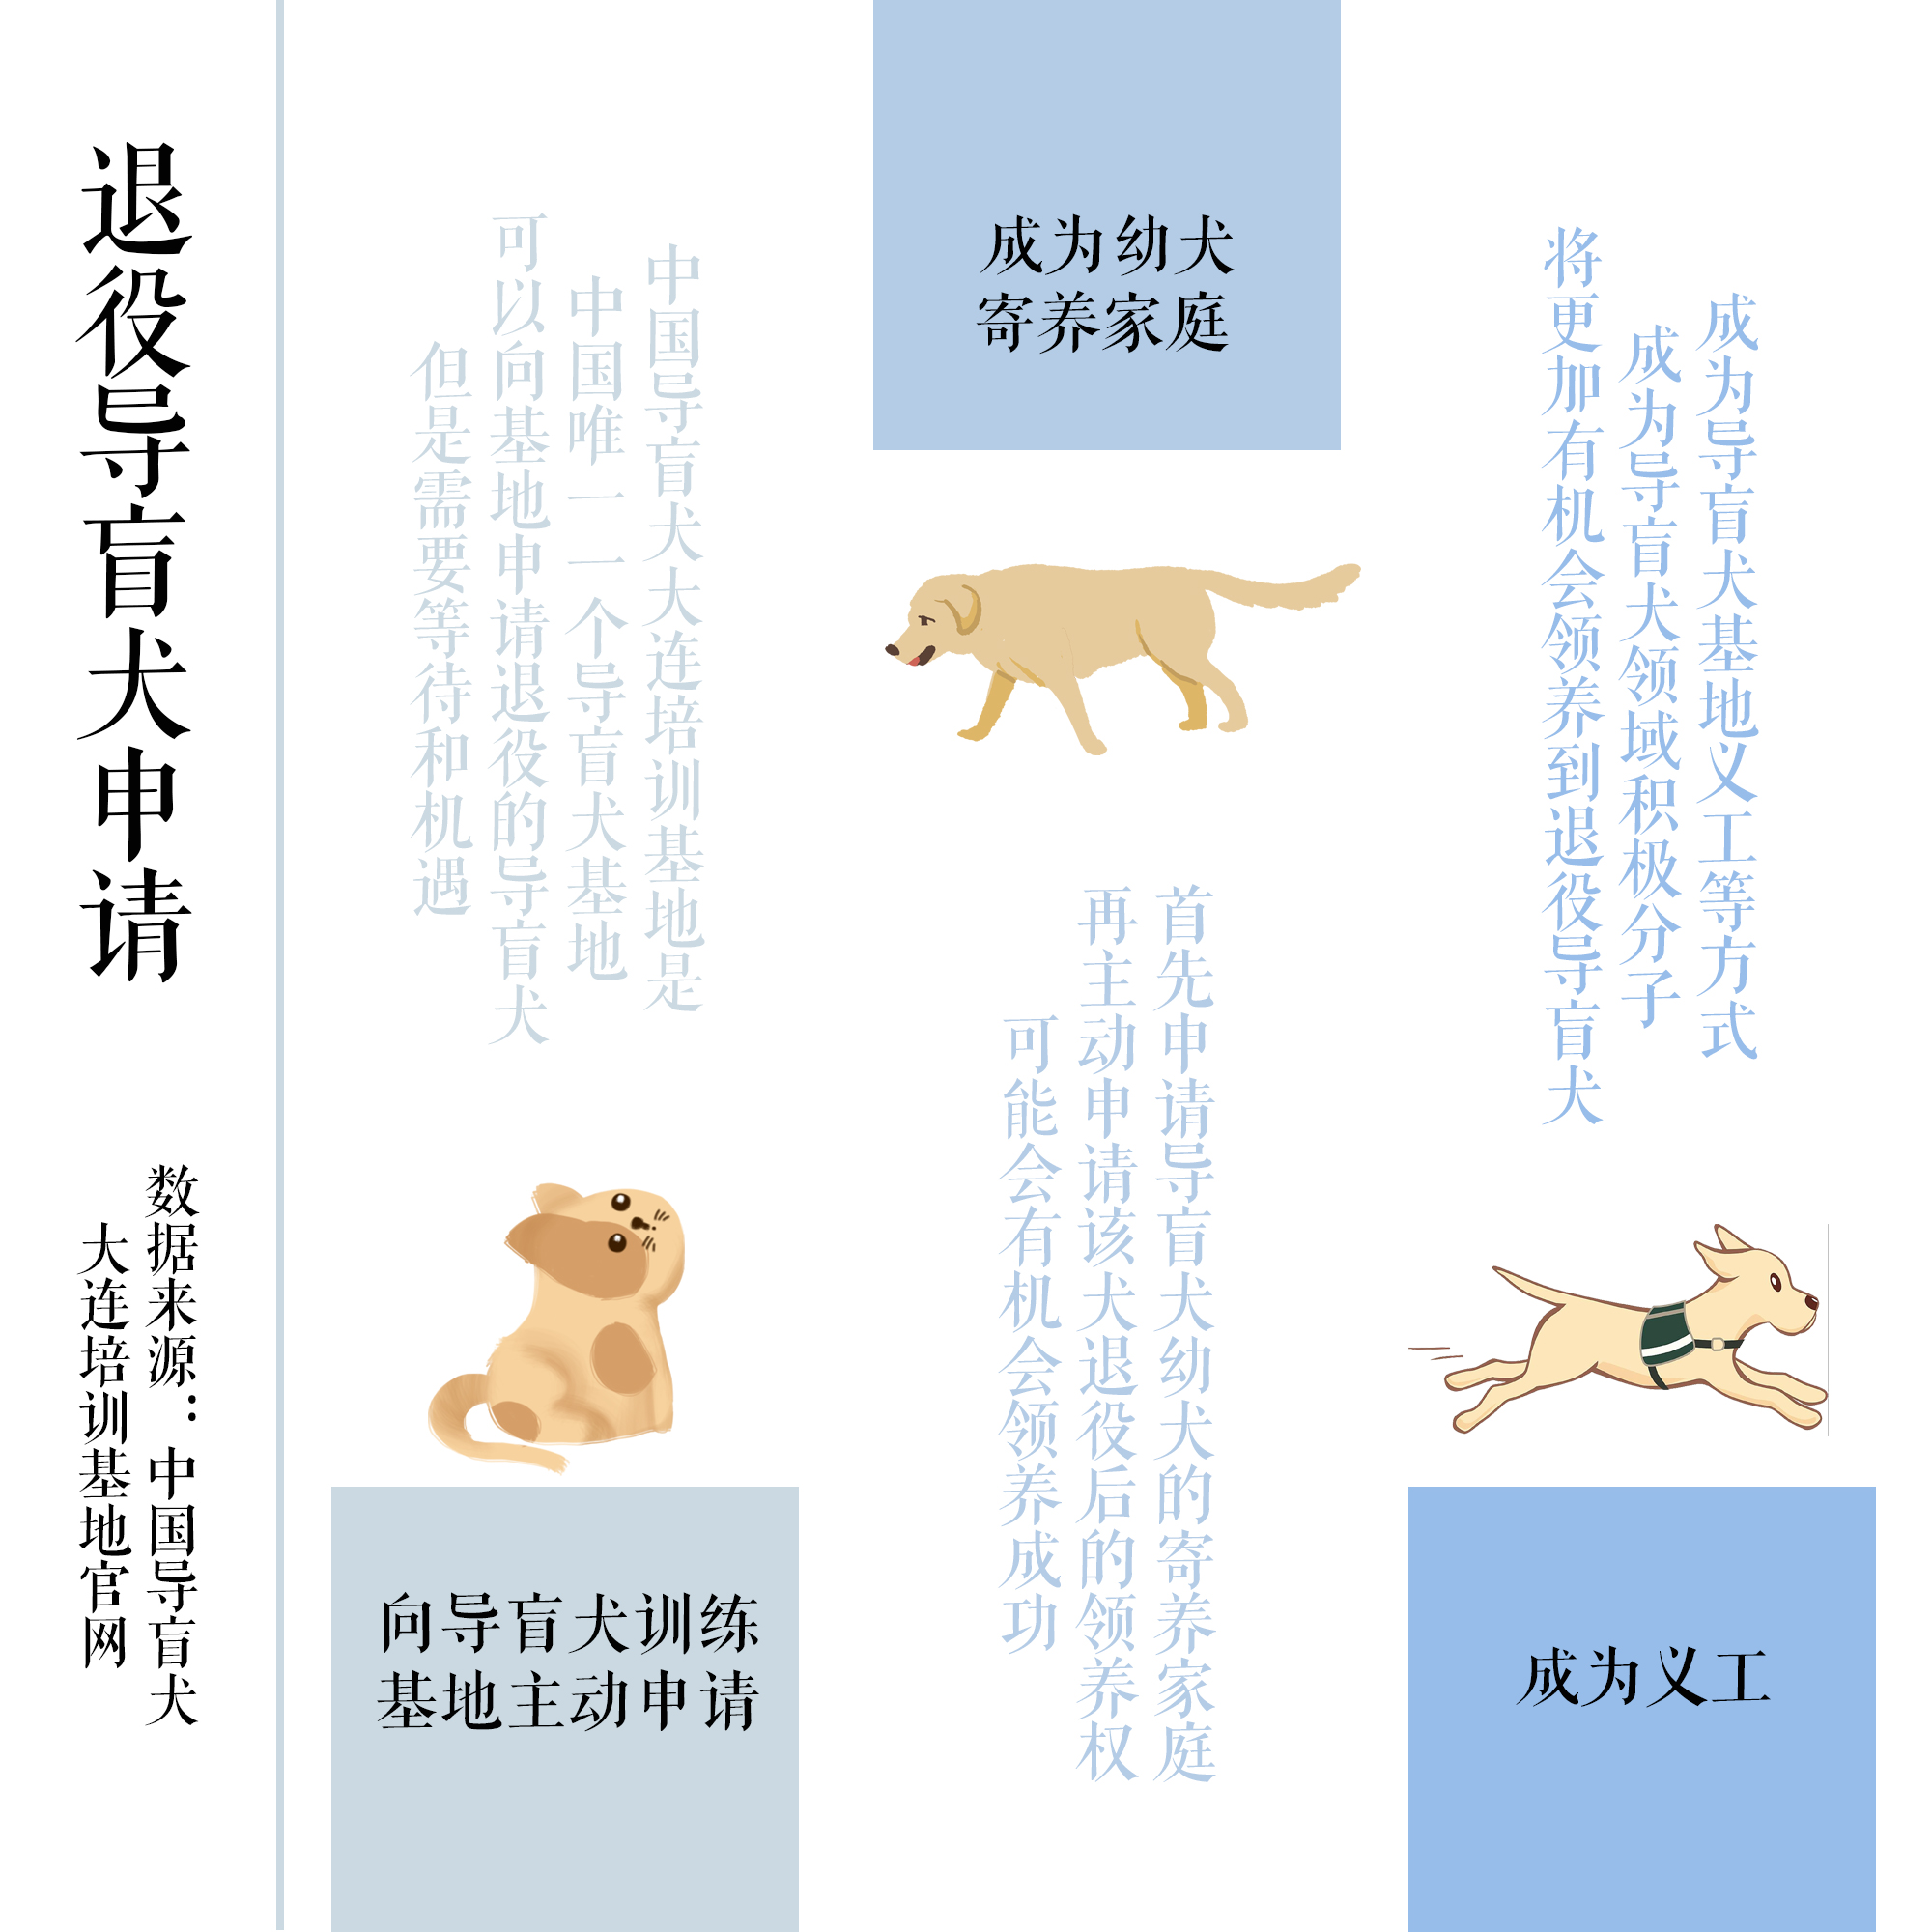 退役导盲犬申请
数据来源：中国导盲犬
大连培训基地官网
中国导盲犬大连培训基地是
中国唯一一个导盲犬基地
可以向基地申请退役的导盲犬
但是需要等待和机遇
向导盲犬训练
基地主动申请
成为幼犬
寄养家庭
首先申请导盲犬幼犬的寄养家庭
再主动申请该犬退役后的领养权
可能会有机会领养成功
成为导盲犬基地义工等方式
成为导盲犬领域积极分子
将更加有机会领养到退役导盲犬
成为义工